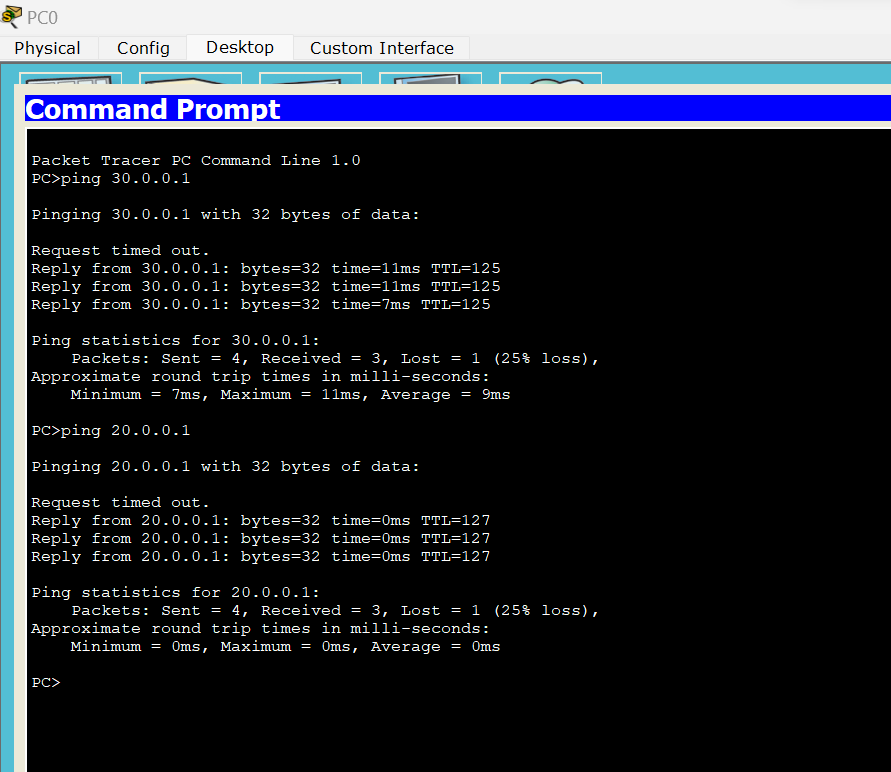 PC0
Physical Config Desktop Custom Interface
Command Prompt
Packet Tracer PC Command Line 1.0
PC>ping 30.0.0.1
Pinging 30.0.0.1 with 32 bytes of data:
Request timed out.
Reply from 30.0.0.1: bytes=32 time=11ms TTL=125
Reply from 30.0.0.1: bytes=32 time=11ms TTL=125
Reply from 30.0.0.1: bytes=32 time=7ms TTL=125
Ping statistics for 30.0.0.1:
    Packets: Sent = 4, Received = 3, Lost = 1 (25% loss),
Approximate round trip times in milli-seconds:
    Minimum = 7ms, Maximum = 11ms, Average = 9ms
PC>ping 20.0.0.1
Pinging 20.0.0.1 with 32 bytes of data:
Request timed out.
Reply from 20.0.0.1: bytes=32 time=0ms TTL=127
Reply from 20.0.0.1: bytes=32 time=0ms TTL=127
Reply from 20.0.0.1: bytes=32 time=0ms TTL=127
Ping statistics for 20.0.0.1:
    Packets: Sent = 4, Received = 3, Lost = 1 (25% loss),
Approximate round trip times in milli-seconds:
    Minimum = 0ms, Maximum = 0ms, Average = 0ms
PC>